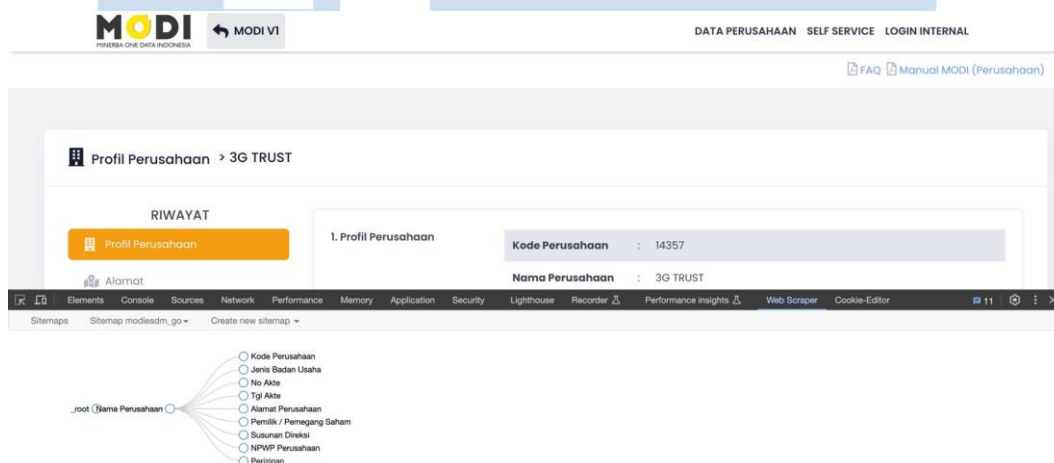 MODI
MINERBA ONE DATA INDONESIA
MODI V1
DATA PERUSAHAAN SELF SERVICE LOGIN INTERNAL
FAQ Manual MODI (Perusahaan)
Profil Perusahaan > 3G TRUST
RIWAYAT
Profil Perusahaan
Alamat
1. Profil Perusahaan
Kode Perusahaan : 14357
Nama Perusahaan : 3G TRUST
Elements Console Sources Network Performance Memory Application Security Lighthouse Recorder Performance insights Web Scraper Cookie-Editor 11
Sitemaps Sitemap modiesdm_go Create new sitemap
_root Nama Perusahaan
Kode Perusahaan
Jenis Badan Usaha
No Akte
Tgl Akte
Alamat Perusahaan
Pemilik / Pemegang Saham
Susunan Direksi
NPWP Perusahaan
Perizinan